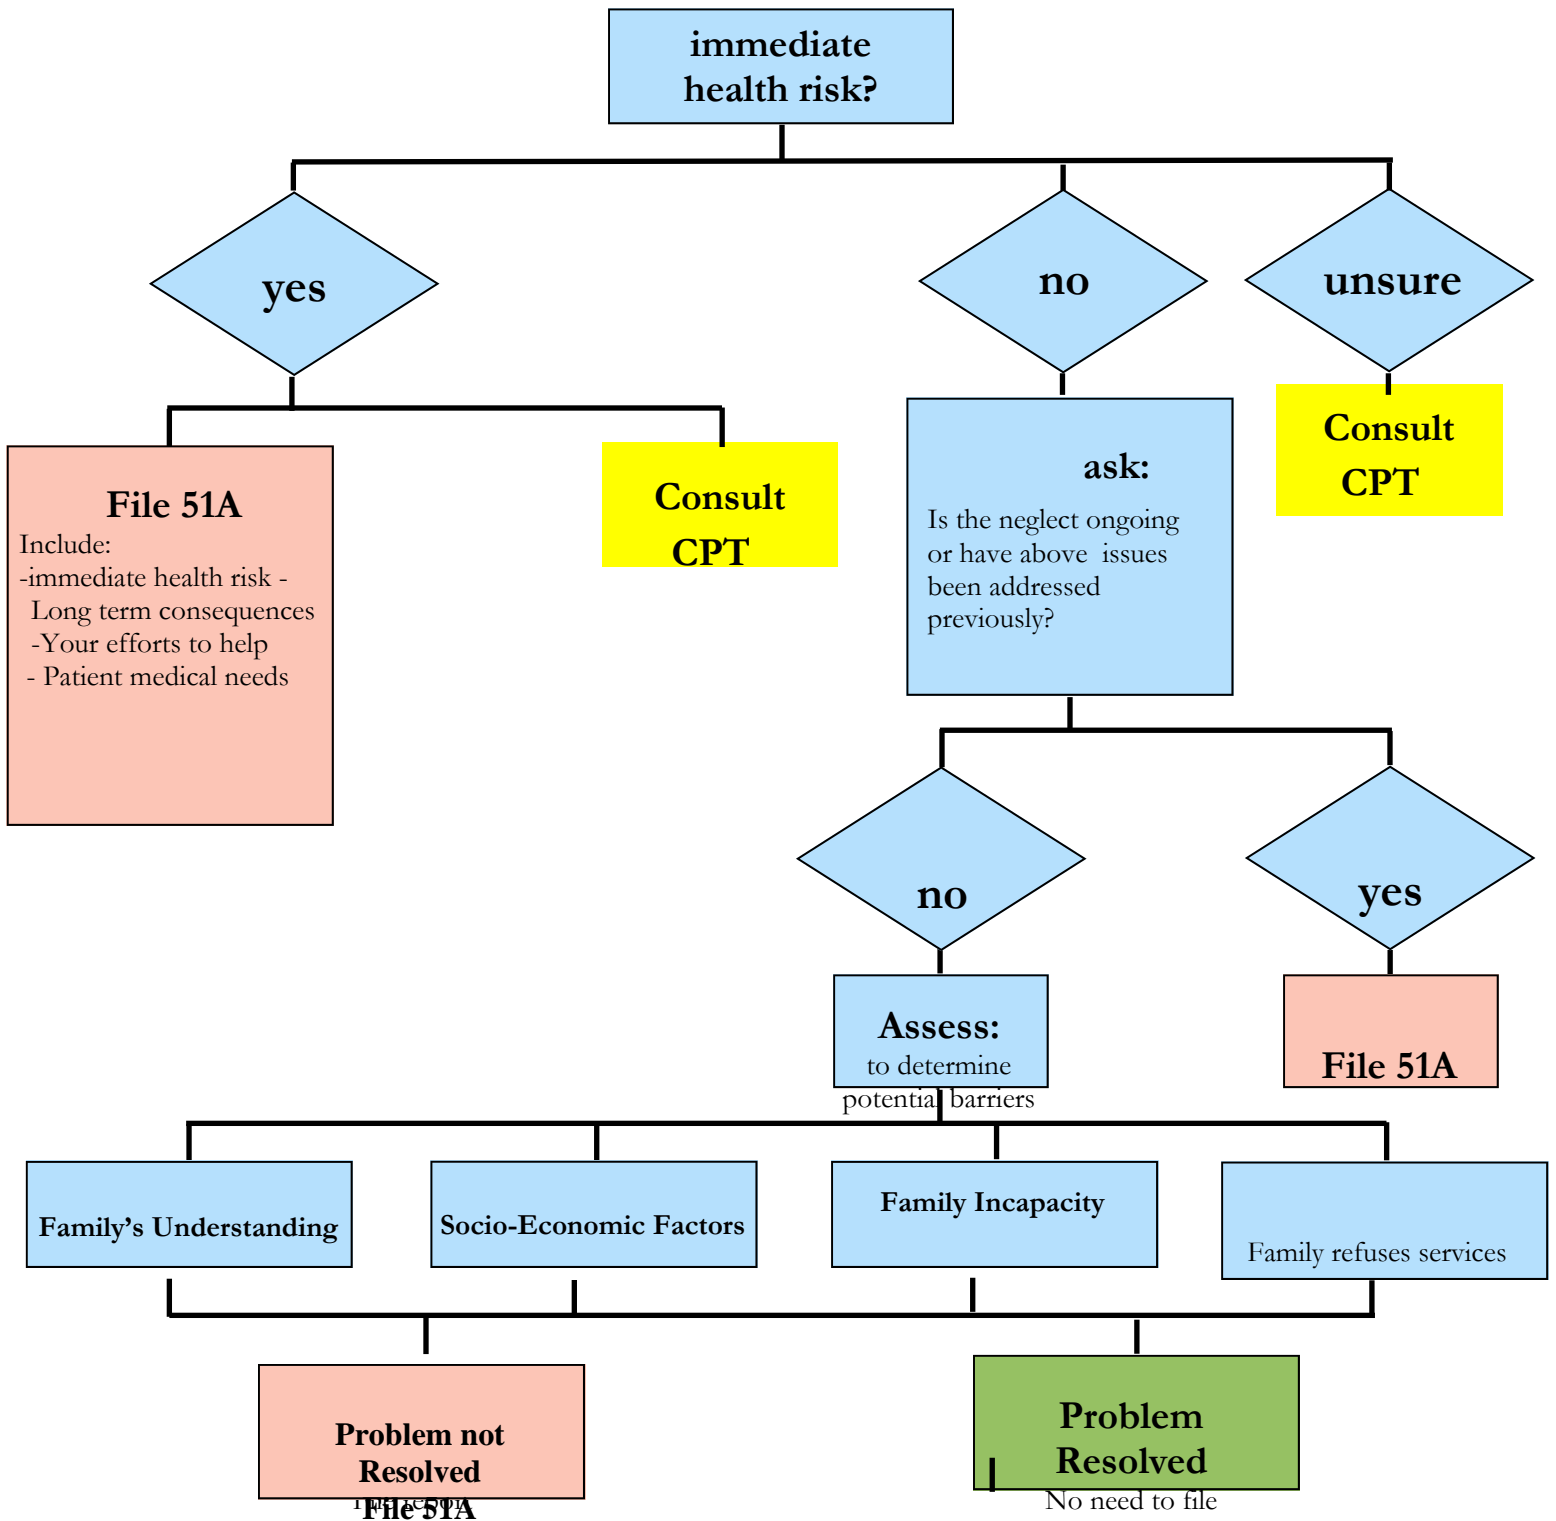 immediate
health risk?
yes
no
unsure
File 51A
Include:
-immediate health risk -
Long term consequences
-Your efforts to help
- Patient medical needs
Consult
CPT
ask:
Is the neglect ongoing
or have above issues
been addressed
previously?
Consult
CPT
no
yes
Assess:
to determine
potential barriers
File 51A
Family's Understanding
Socio-Economic Factors
Family Incapacity
Family refuses services
Problem not
Resolved
File 51A
Problem
Resolved
No need to file